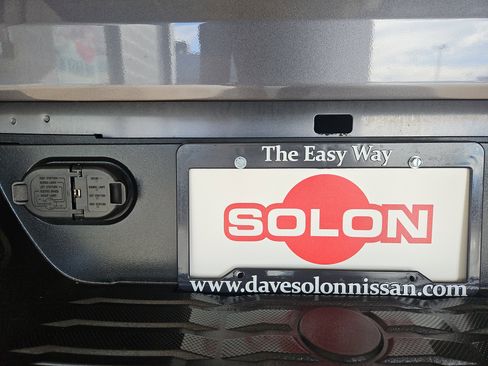 The Easy Way
SOLON
www.davesolonnissan.com